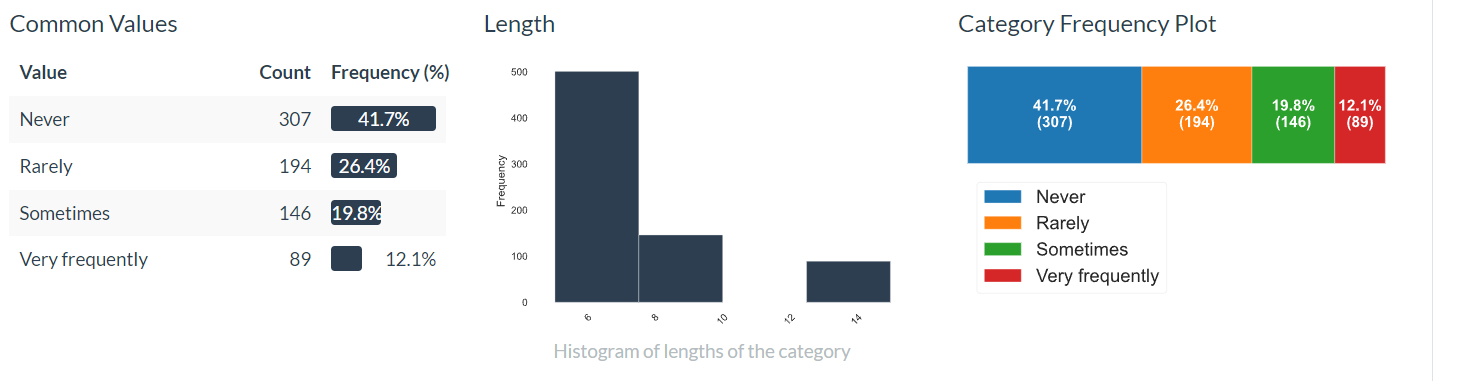 Common Values
Value Count Frequency (%)
Never 307 41.7%
Rarely 194 26.4%
Sometimes 146 19.8%
Very frequently 89 12.1%
Length
Frequency
500
400
300
200
100
0
6 8 10 12 14
Histogram of lengths of the category
Category Frequency Plot
41.7% 26.4% 19.8% 12.1%
(307) (194) (146) (89)
Never
Rarely
Sometimes
Very frequently